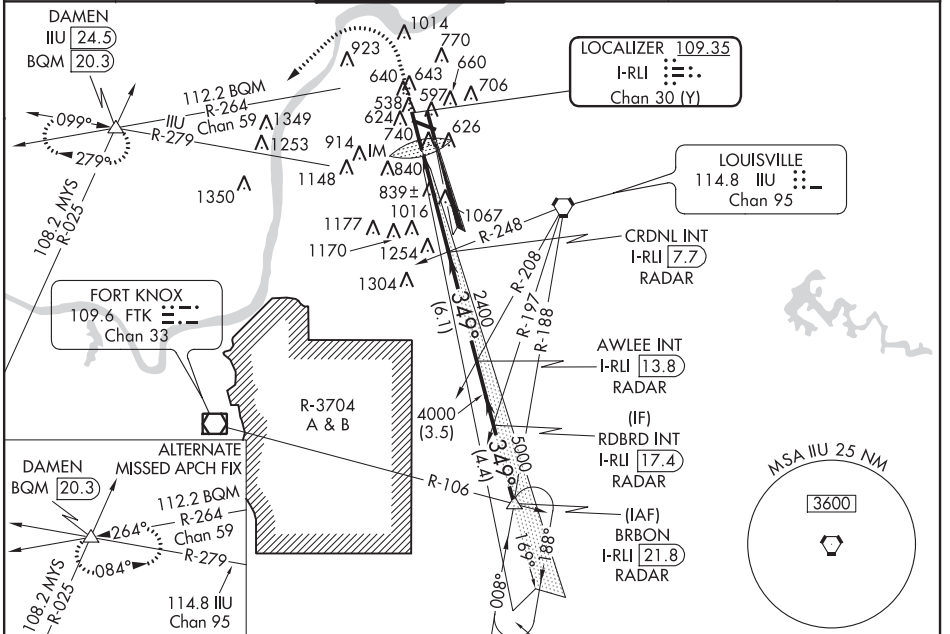 DAMEN
IIU 24.5
BQM 20.3
112.2 BQM
R-264
Chan 59
IIU
R-279
099°
279°
108.2 MYS
R-025
1014
923
770
660
640
643
706
538
597
624
740
626
1349
1253
914
IM
1148
840
1350
839±
1016
1067
1177
1170
1254
1304
LOCALIZER 109.35
I-RLI
Chan 30 (Y)
LOUISVILLE
114.8 IIU
Chan 95
R-248
R-208
R-197
R-188
CRDNL INT
I-RLI 7.7
RADAR
2400
349°
(6.1)
AWLEE INT
I-RLI 13.8
RADAR
4000
(3.5)
(IF)
RDBRD INT
I-RLI 17.4
RADAR
5000
349°
(4.4)
(IAF)
BRBON
I-RLI 21.8
RADAR
R-106
188°
169°
008°
FORT KNOX
109.6 FTK
Chan 33
R-3704
A & B
ALTERNATE
MISSED APCH FIX
DAMEN
BQM 20.3
112.2 BQM
R-264
Chan 59
264°
084°
R-279
108.2 MYS
R-025
114.8 IIU
Chan 95
MSA IIU 25 NM
3600